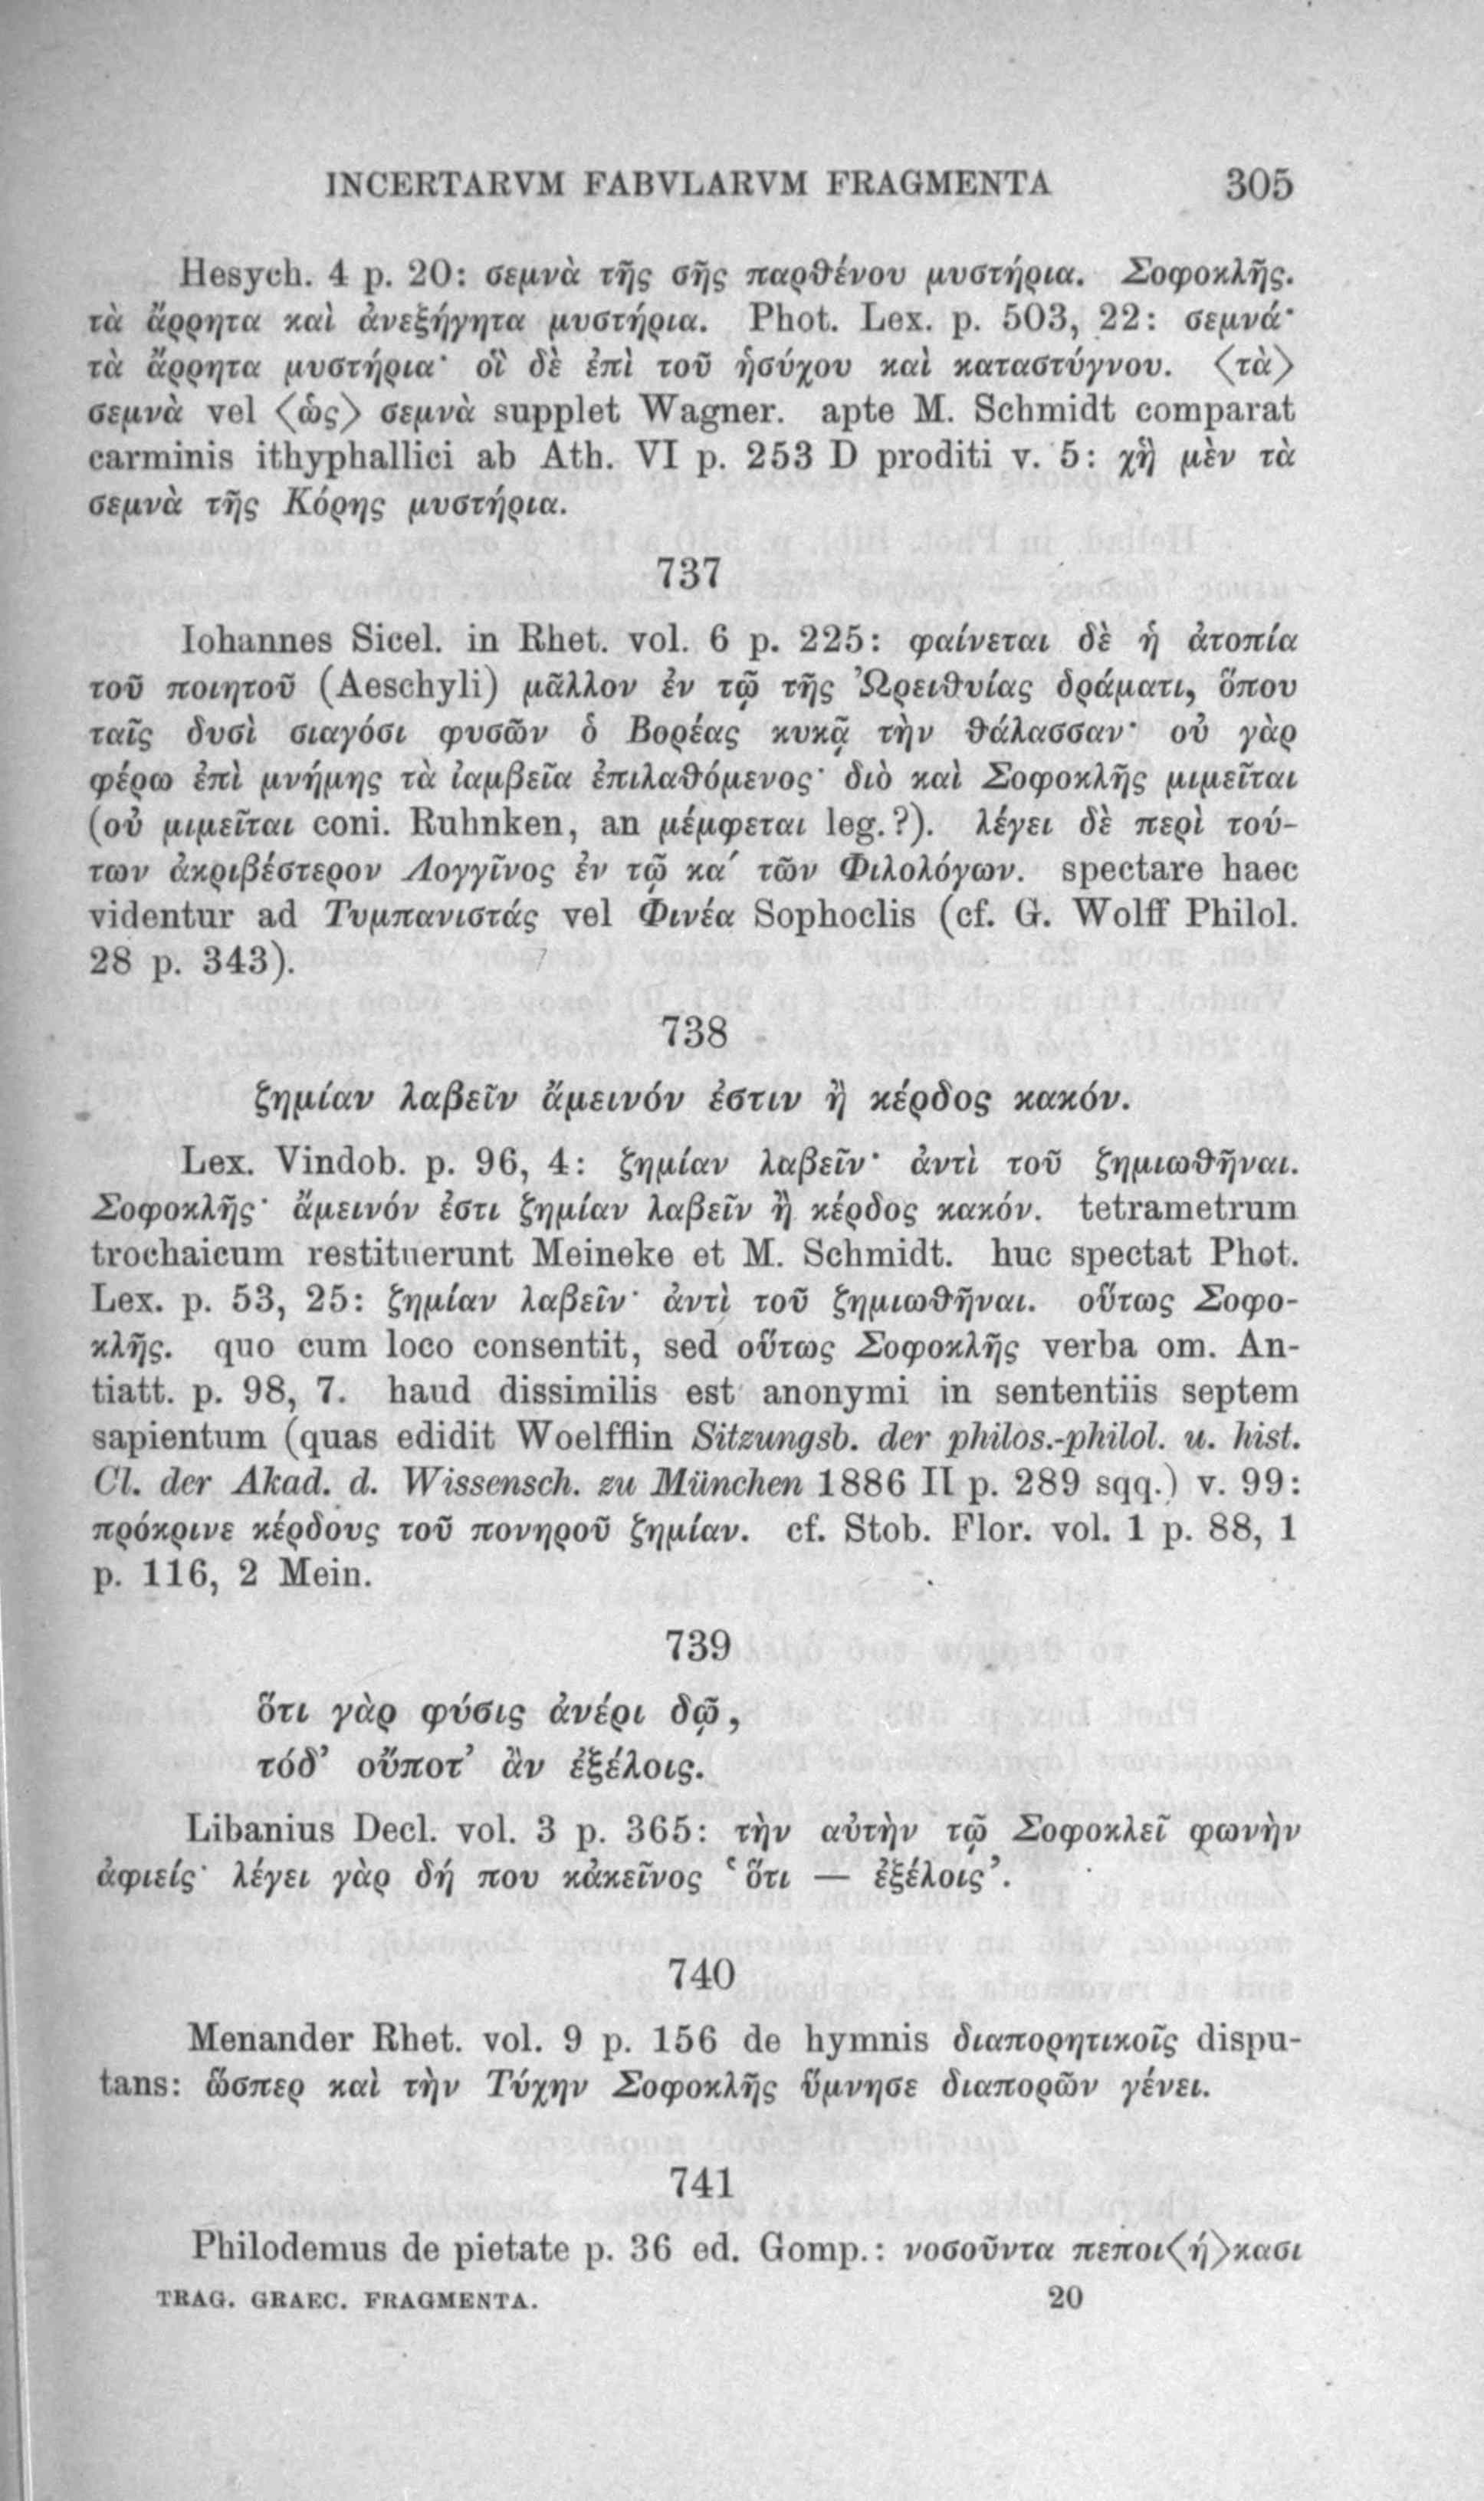 INCERTARVM FABVLARVM FRAGMENTA 305
Hesych. 4 p. 20: σεμνὰ τῆς σῆς παρθένου μυστήρια. Σοφοκλῆς.
τὰ ἄρρητα καὶ ἀνεξήγητα μυστήρια. Phot. Lex. p. 503, 22: σεμνά·
τὰ ἄρρητα μυστήρια· οἳ δὲ ἐπὶ τοῦ ἡσύχου καὶ καταστύγνου. ⟨τὰ⟩
σεμνὰ vel ⟨ὡς⟩ σεμνὰ supplet Wagner. apte M. Schmidt comparat
carminis ithyphallici ab Ath. VI p. 253 D proditi v. 5: χἣ μὲν τὰ
σεμνὰ τῆς Κόρης μυστήρια.
737
Iohannes Sicel. in Rhet. vol. 6 p. 225: φαίνεται δὲ ἡ ἀτοπία
τοῦ ποιητοῦ (Aeschyli) μᾶλλον ἐν τῷ τῆς Ὠρειθυίας δράματι, ὅπου
ταῖς δυσὶ σιαγόσι φυσῶν ὁ Βορέας κυκᾷ τὴν θάλασσαν· οὐ γὰρ
φέρω ἐπὶ μνήμης τὰ ἰαμβεῖα ἐπιλαθόμενος· διὸ καὶ Σοφοκλῆς μιμεῖται
(οὐ μιμεῖται coni. Ruhnken, an μέμφεται leg.?). λέγει δὲ περὶ τού-
των ἀκριβέστερον Λογγῖνος ἐν τῷ κα′ τῶν Φιλολόγων. spectare haec
videntur ad Τυμπανιστάς vel Φινέα Sophoclis (cf. G. Wolff Philol.
28 p. 343).
738
ζημίαν λαβεῖν ἄμεινόν ἐστιν ἢ κέρδος κακόν.
Lex. Vindob. p. 96, 4: ζημίαν λαβεῖν· ἀντὶ τοῦ ζημιωθῆναι.
Σοφοκλῆς· ἄμεινόν ἐστι ζημίαν λαβεῖν ἢ κέρδος κακόν. tetrametrum
trochaicum restituerunt Meineke et M. Schmidt. huc spectat Phot.
Lex. p. 53, 25: ζημίαν λαβεῖν· ἀντὶ τοῦ ζημιωθῆναι. οὕτως Σοφο-
κλῆς. quo cum loco consentit, sed οὕτως Σοφοκλῆς verba om. An-
tiatt. p. 98, 7. haud dissimilis est anonymi in sententiis septem
sapientum (quas edidit Woelfflin Sitzungsb. der philos.-philol. u. hist.
Cl. der Akad. d. Wissensch. zu München 1886 II p. 289 sqq.) v. 99:
πρόκρινε κέρδους τοῦ πονηροῦ ζημίαν. cf. Stob. Flor. vol. 1 p. 88, 1
p. 116, 2 Mein.
739
ὅτι γὰρ φύσις ἀνέρι δῷ,
τόδ’ οὔποτ’ ἂν ἐξέλοις.
Libanius Decl. vol. 3 p. 365: τὴν αὐτὴν τῷ Σοφοκλεῖ φωνὴν
ἀφιείς· λέγει γὰρ δή που κἀκεῖνος ‘ὅτι — ἐξέλοις’.
740
Menander Rhet. vol. 9 p. 156 de hymnis διαπορητικοῖς dispu-
tans: ὥσπερ καὶ τὴν Τύχην Σοφοκλῆς ὕμνησε διαπορῶν γένει.
741
Philodemus de pietate p. 36 ed. Gomp.: νοσοῦντα πεποι⟨ή⟩κασι
TRAG. GRAEC. FRAGMENTA. 20